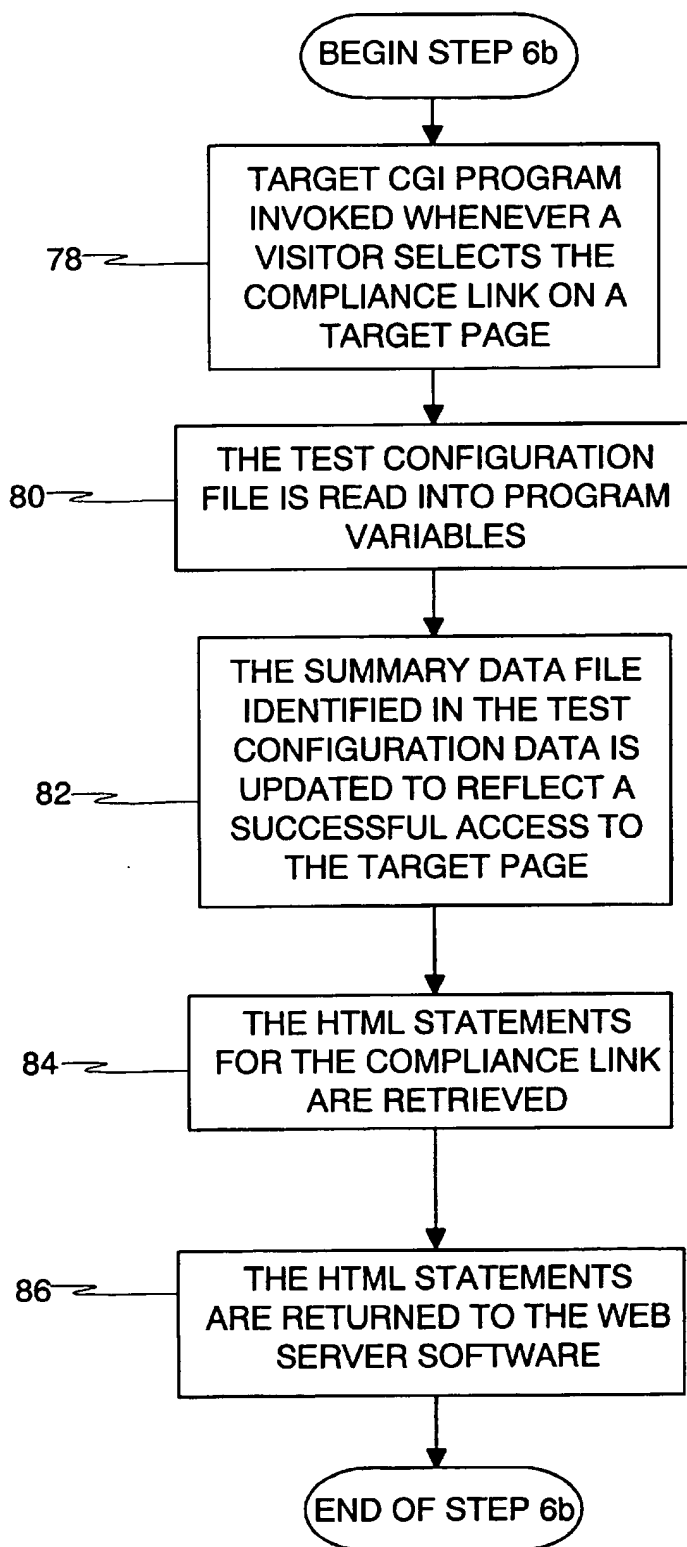 BEGIN STEP 6b
78
TARGET CGI PROGRAM
INVOKED WHENEVER A
VISITOR SELECTS THE
COMPLIANCE LINK ON A
TARGET PAGE
80
THE TEST CONFIGURATION
FILE IS READ INTO PROGRAM
VARIABLES
82
THE SUMMARY DATA FILE
IDENTIFIED IN THE TEST
CONFIGURATION DATA IS
UPDATED TO REFLECT A
SUCCESSFUL ACCESS TO
THE TARGET PAGE
84
THE HTML STATEMENTS
FOR THE COMPLIANCE LINK
ARE RETRIEVED
86
THE HTML STATEMENTS
ARE RETURNED TO THE WEB
SERVER SOFTWARE
END OF STEP 6b